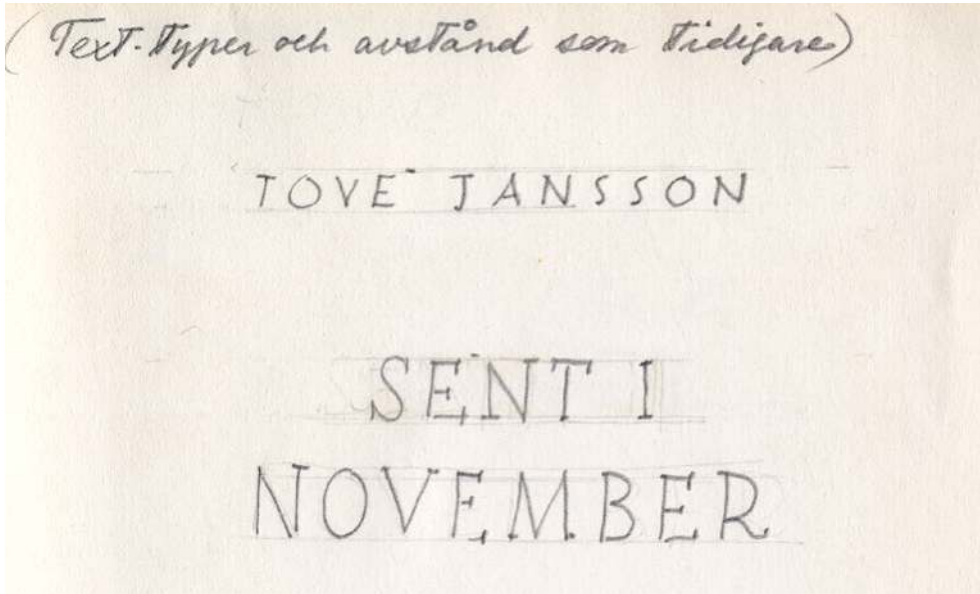 (Text-typer och avstånd som tidigare)
TOVE JANSSON
SENT I
NOVEMBER